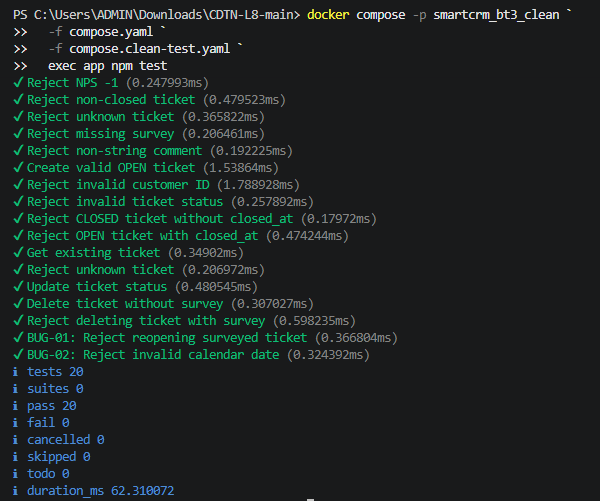 PS C:\Users\ADMIN\Downloads\CDTN-L8-main> docker compose -p smartcrm_bt3_clean `
>>   -f compose.yaml `
>>   -f compose.clean-test.yaml `
>>   exec app npm test
✓ Reject NPS -1 (0.247993ms)
✓ Reject non-closed ticket (0.479523ms)
✓ Reject unknown ticket (0.365822ms)
✓ Reject missing survey (0.206461ms)
✓ Reject non-string comment (0.192225ms)
✓ Create valid OPEN ticket (1.53864ms)
✓ Reject invalid customer ID (1.788928ms)
✓ Reject invalid ticket status (0.257892ms)
✓ Reject CLOSED ticket without closed_at (0.17972ms)
✓ Reject OPEN ticket with closed_at (0.474244ms)
✓ Get existing ticket (0.34902ms)
✓ Reject unknown ticket (0.206972ms)
✓ Update ticket status (0.480545ms)
✓ Delete ticket without survey (0.307027ms)
✓ Reject deleting ticket with survey (0.598235ms)
✓ BUG-01: Reject reopening surveyed ticket (0.366804ms)
✓ BUG-02: Reject invalid calendar date (0.324392ms)
ℹ tests 20
ℹ suites 0
ℹ pass 20
ℹ fail 0
ℹ cancelled 0
ℹ skipped 0
ℹ todo 0
ℹ duration_ms 62.310072